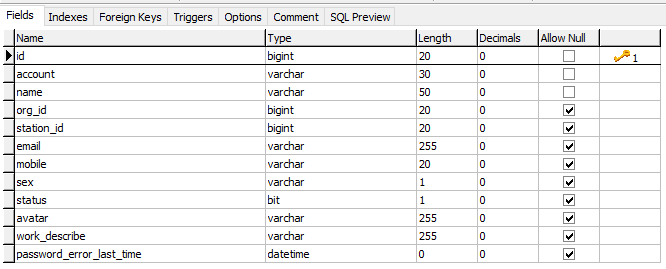 Fields Indexes Foreign Keys Triggers Options Comment SQL Preview
Name Type Length Decimals Allow Null
id bigint 20 0 1
account varchar 30 0
name varchar 50 0
org_id bigint 20 0
station_id bigint 20 0
email varchar 255 0
mobile varchar 20 0
sex varchar 1 0
status bit 1 0
avatar varchar 255 0
work_describe varchar 255 0
password_error_last_time datetime 0 0